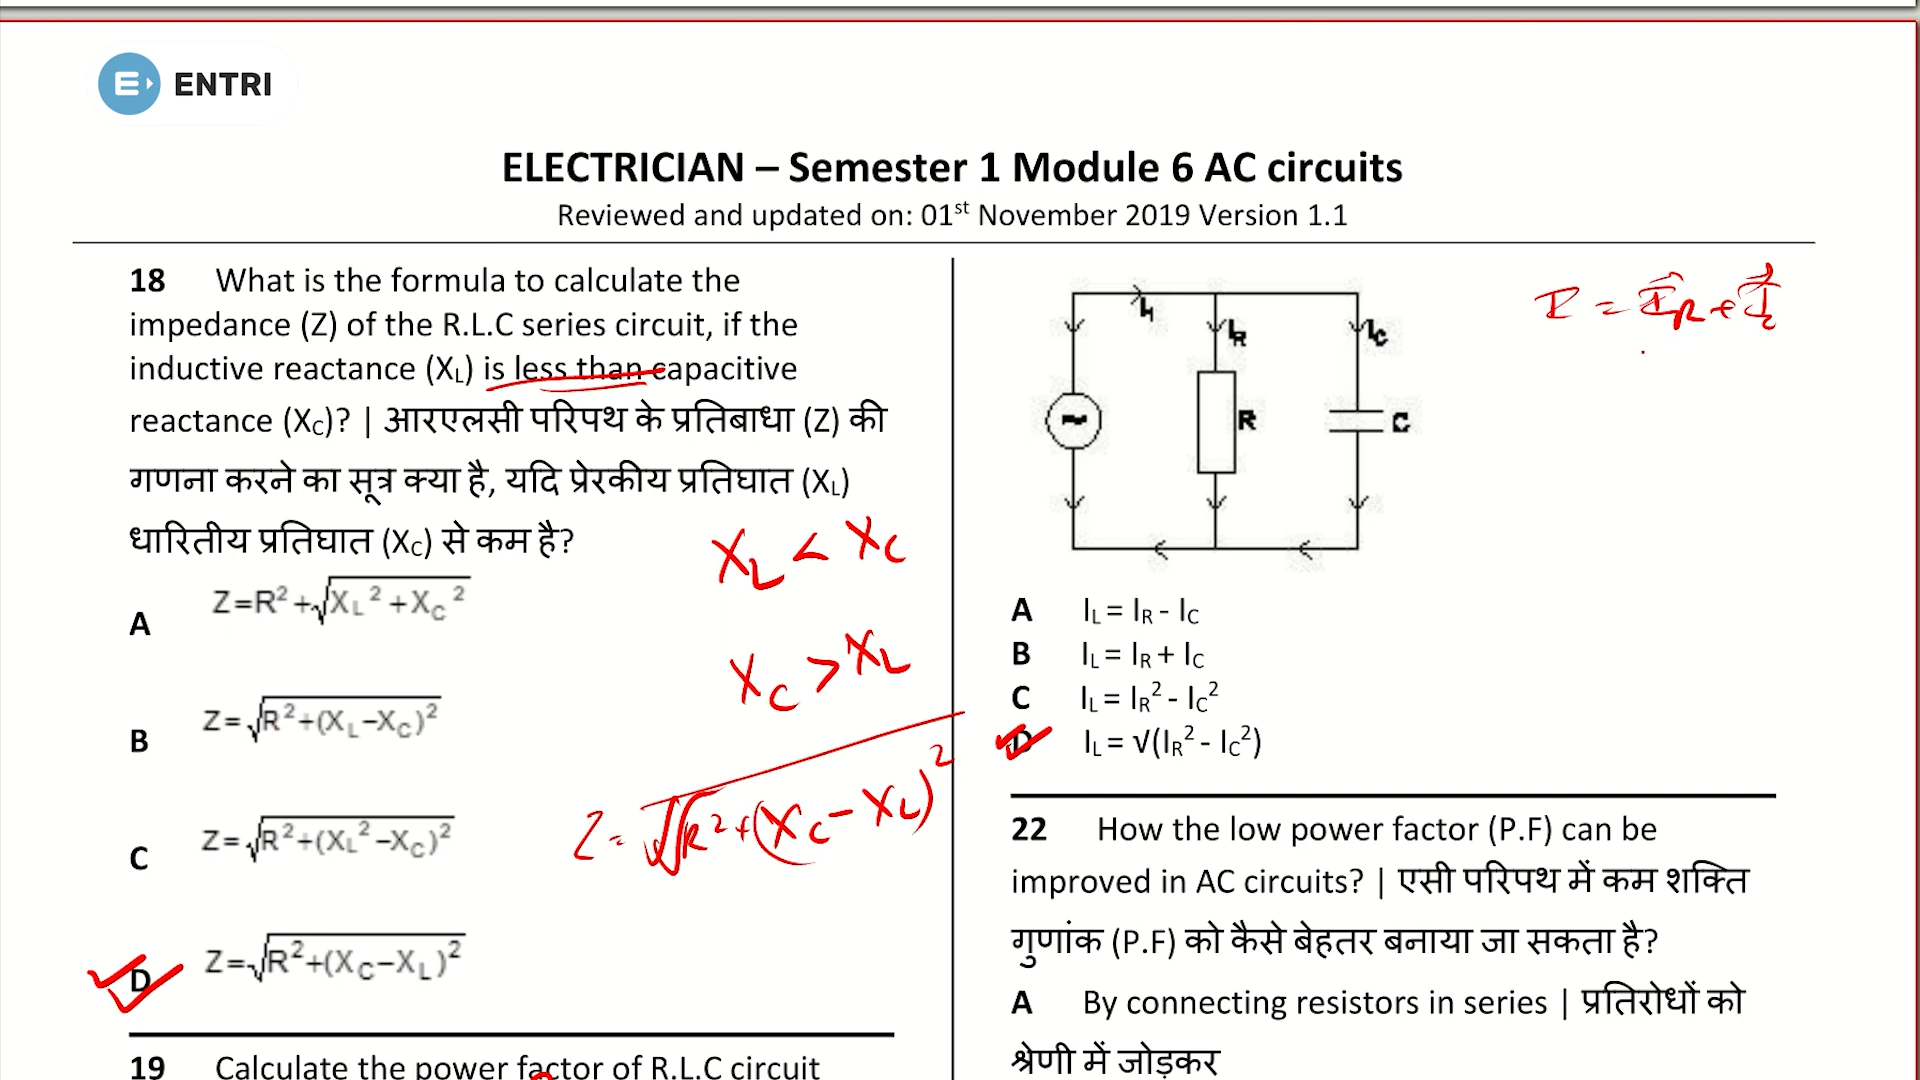 E ENTRI
ELECTRICIAN – Semester 1 Module 6 AC circuits
Reviewed and updated on: 01st November 2019 Version 1.1
18 What is the formula to calculate the
impedance (Z) of the R.L.C series circuit, if the
inductive reactance (XL) is less than capacitive
reactance (XC)? | आरएलसी परिपथ के प्रतिबाधा (Z) की
गणना करने का सूत्र क्या है, यदि प्रेरकीय प्रतिघात (XL)
धारितीय प्रतिघात (XC) से कम है?
XL < XC
A Z=R²+√XL²+XC²
XC > XL
B Z=√R²+(XL–XC)²
Z = √R²+(XC-XL)²
C Z=√R²+(XL²–XC)²
D Z=√R²+(XC–XL)²
19 Calculate the power factor of R.L.C circuit
IR
IC
R
C
A IL = IR - IC
B IL = IR + IC
C IL = IR² - IC²
D IL = √(IR² - IC²)
22 How the low power factor (P.F) can be
improved in AC circuits? | एसी परिपथ में कम शक्ति
गुणांक (P.F) को कैसे बेहतर बनाया जा सकता है?
A By connecting resistors in series | प्रतिरोधों को
श्रेणी में जोड़कर